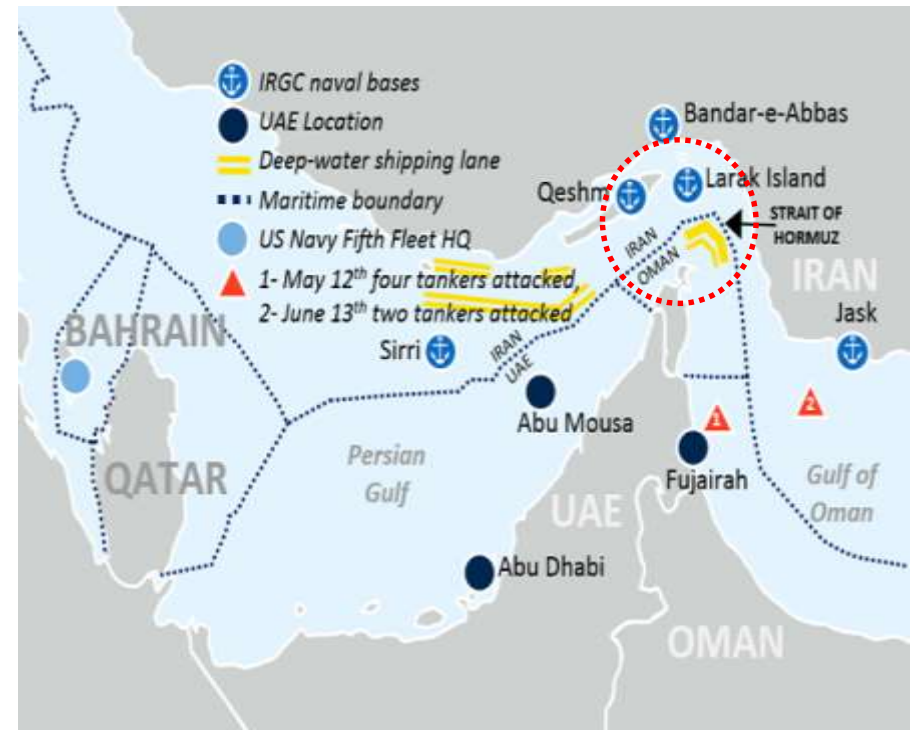 IRGC naval bases
UAE Location
Deep-water shipping lane
Maritime boundary
US Navy Fifth Fleet HQ
1- May 12th four tankers attacked,
2- June 13th two tankers attacked
Bandar-e-Abbas
Qeshm
Larak Island
STRAIT OF
HORMUZ
IRAN
OMAN
IRAN
Jask
BAHRAIN
Sirri
IRAN
UAE
Abu Mousa
1
2
Persian
Gulf
QATAR
Fujairah
Gulf of
Oman
UAE
Abu Dhabi
OMAN